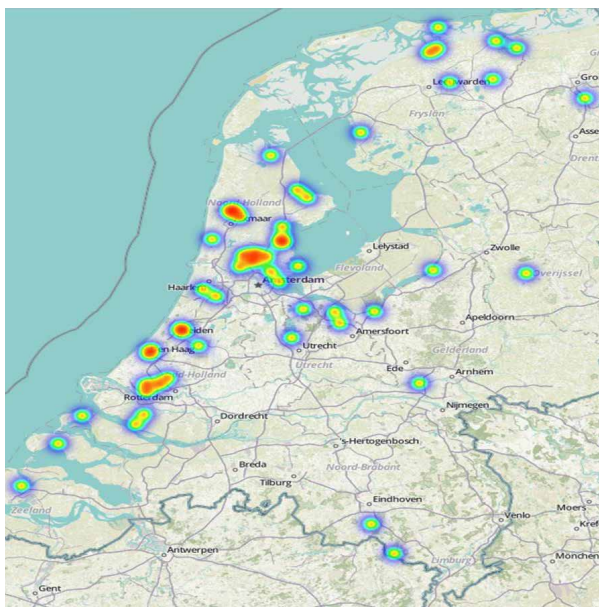 Leeuwarden
Gro
Fryslân
Asse
Drent
Noord-Holland
Alkmaar
Lelystad
Zwolle
Flevoland
Overijssel
Haarle
Amsterdam
Leiden
Apeldoorn
Amersfoort
Den Haag
Utrecht
Gelderland
Utrecht
Ede
Arnhem
Zuid-Holland
Rotterdam
Nijmegen
Dordrecht
's-Hertogenbosch
Breda
Noord-Brabant
Tilburg
Eindhoven
Moers
Zeeland
Venlo
Kref
Antwerpen
Limburg
Mönchen
Gent